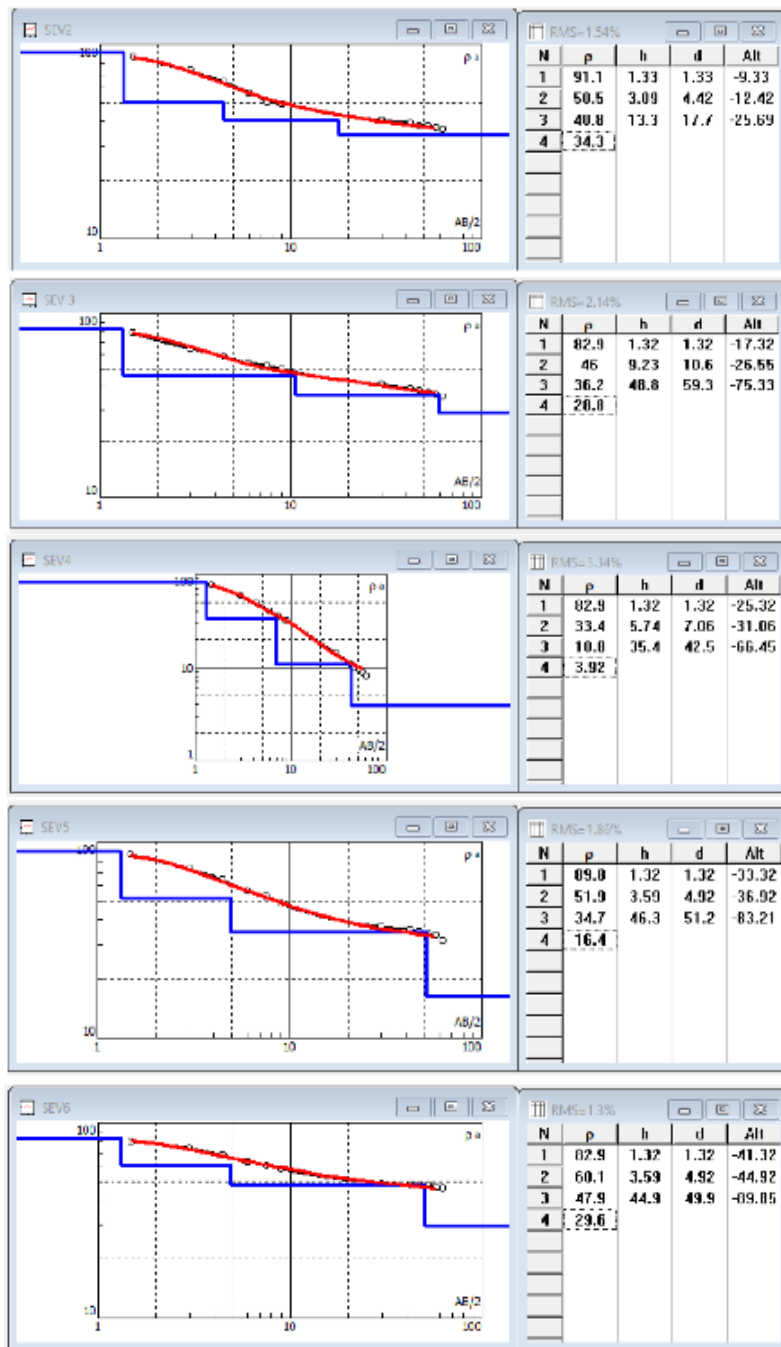 SEV2
RMS=1.54%
100
ρ a
AB/2
10
1 10 100
N ρ h d Alt
1 91.1 1.33 1.33 -9.33
2 50.5 3.09 4.42 -12.42
3 40.8 13.3 17.7 -25.69
4 34.3
SEV 3
RMS=2.14%
100
ρ a
AB/2
10
1 10 100
N ρ h d Alt
1 82.9 1.32 1.32 -17.32
2 46 9.23 10.6 -26.55
3 36.2 48.8 59.3 -75.33
4 28.8
SEV4
RMS=3.34%
100
ρ a
10
AB/2
1
1 10 100
N ρ h d Alt
1 82.9 1.32 1.32 -25.32
2 33.4 5.74 7.06 -31.06
3 10.8 35.4 42.5 -66.45
4 3.92
SEV5
RMS=1.86%
100
ρ a
AB/2
10
1 10 100
N ρ h d Alt
1 89.8 1.32 1.32 -33.32
2 51.9 3.59 4.92 -36.92
3 34.7 46.3 51.2 -83.21
4 16.4
SEV6
RMS=1.3%
100
ρ a
AB/2
10
1 10 100
N ρ h d Alt
1 82.9 1.32 1.32 -41.32
2 60.1 3.59 4.92 -44.92
3 47.9 44.9 49.9 -89.85
4 29.6